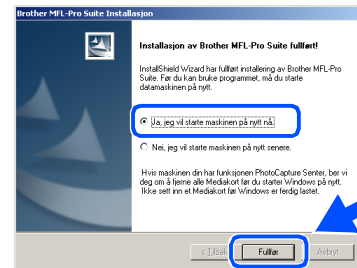 Brother MFL-Pro Suite Installasjon
Installasjon av Brother MFL-Pro Suite fullført!
InstallShield Wizard har fullført installering av Brother MFL-Pro
Suite. Før du kan bruke programmet, må du starte
datamaskinen på nytt.
Ja, jeg vil starte maskinen på nytt nå.
Nei, jeg vil starte maskinen på nytt senere.
Hvis maskinen din har funksjonen PhotoCapture Senter, ber vi
deg om å fjerne alle Mediakort før du starter Windows på nytt.
Ikke sett inn et Mediakort før Windows er ferdig lastet.
< Tilbake
Fullfør
Avbryt